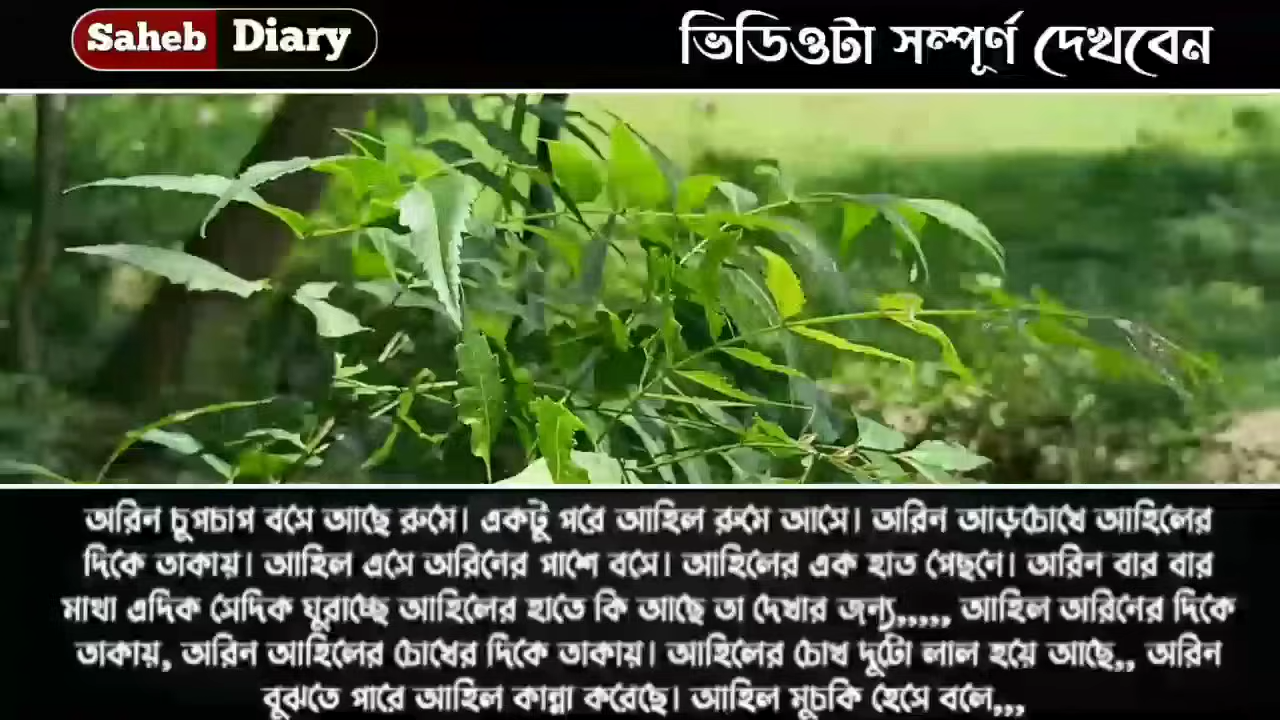 Saheb Diary
ভিডিওটা সম্পূর্ণ দেখবেন
অরিন চুপচাপ বসে আছে রুমে। একটু পরে আহিল রুমে আসে। অরিন আড়চোখে আহিলের
দিকে তাকায়। আহিল এসে অরিনের পাশে বসে। আহিলের এক হাত পেছনে। অরিন বার বার
মাথা এদিক সেদিক ঘুরাচ্ছে আহিলের হাতে কি আছে তা দেখার জন্য,,,,, আহিল অরিনের দিকে
তাকায়, অরিন আহিলের চোখের দিকে তাকায়। আহিলের চোখ দুটো লাল হয়ে আছে,, অরিন
বুঝতে পারে আহিল কান্না করেছে। আহিল মুচকি হেসে বলে,,,